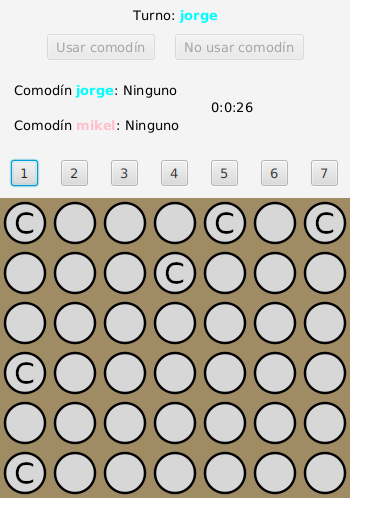 Turno: jorge
Usar comodín No usar comodín
Comodín jorge: Ninguno
0:0:26
Comodín mikel: Ninguno
1 2 3 4 5 6 7
C C C
C
C
C